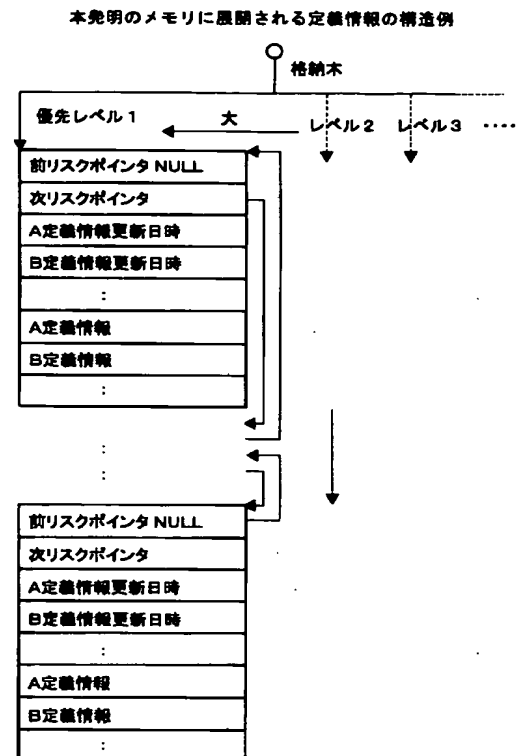 本発明のメモリに展開される定義情報の構造例
格納木
優先レベル1
大
レベル2
レベル3
‥‥
前リスクポインタ NULL
次リスクポインタ
A定義情報更新日時
B定義情報更新日時
:
A定義情報
B定義情報
:
:
:
前リスクポインタ NULL
次リスクポインタ
A定義情報更新日時
B定義情報更新日時
:
A定義情報
B定義情報
: